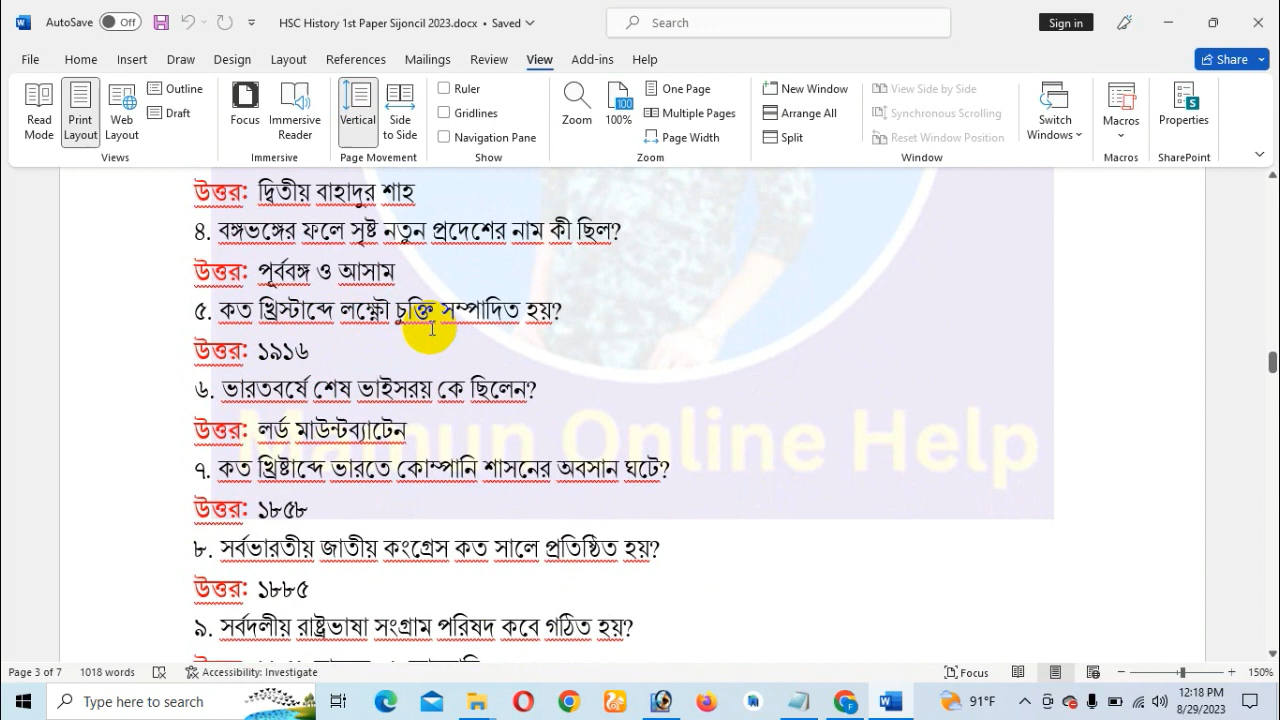 AutoSave Off HSC History 1st Paper Sijoncil 2023.docx • Saved Search Sign in
File Home Insert Draw Design Layout References Mailings Review View Add-ins Help Share
Read Mode Print Layout Web Layout Outline Draft Focus Immersive Reader Vertical Side to Side Ruler Gridlines Navigation Pane Zoom 100 100% One Page Multiple Pages Page Width New Window Arrange All Split View Side by Side Synchronous Scrolling Reset Window Position Switch Windows Macros Properties
Views Immersive Page Movement Show Zoom Window Macros SharePoint
উত্তর: দ্বিতীয় বাহাদুর শাহ
৪. বঙ্গভঙ্গের ফলে সৃষ্ট নতুন প্রদেশের নাম কী ছিল?
উত্তর: পূর্ববঙ্গ ও আসাম
৫. কত খ্রিস্টাব্দে লক্ষ্ণৌ চুক্তি সম্পাদিত হয়?
উত্তর: ১৯১৬
৬. ভারতবর্ষে শেষ ভাইসরয় কে ছিলেন?
উত্তর: লর্ড মাউন্টব্যাটেন
Mamun Online Help
৭. কত খ্রিষ্টাব্দে ভারতে কোম্পানি শাসনের অবসান ঘটে?
উত্তর: ১৮৫৮
৮. সর্বভারতীয় জাতীয় কংগ্রেস কত সালে প্রতিষ্ঠিত হয়?
উত্তর: ১৮৮৫
৯. সর্বদলীয় রাষ্ট্রভাষা সংগ্রাম পরিষদ কবে গঠিত হয়?
Page 3 of 7 1018 words Accessibility: Investigate Focus 150%
Type here to search 91°F 12:18 PM
8/29/2023